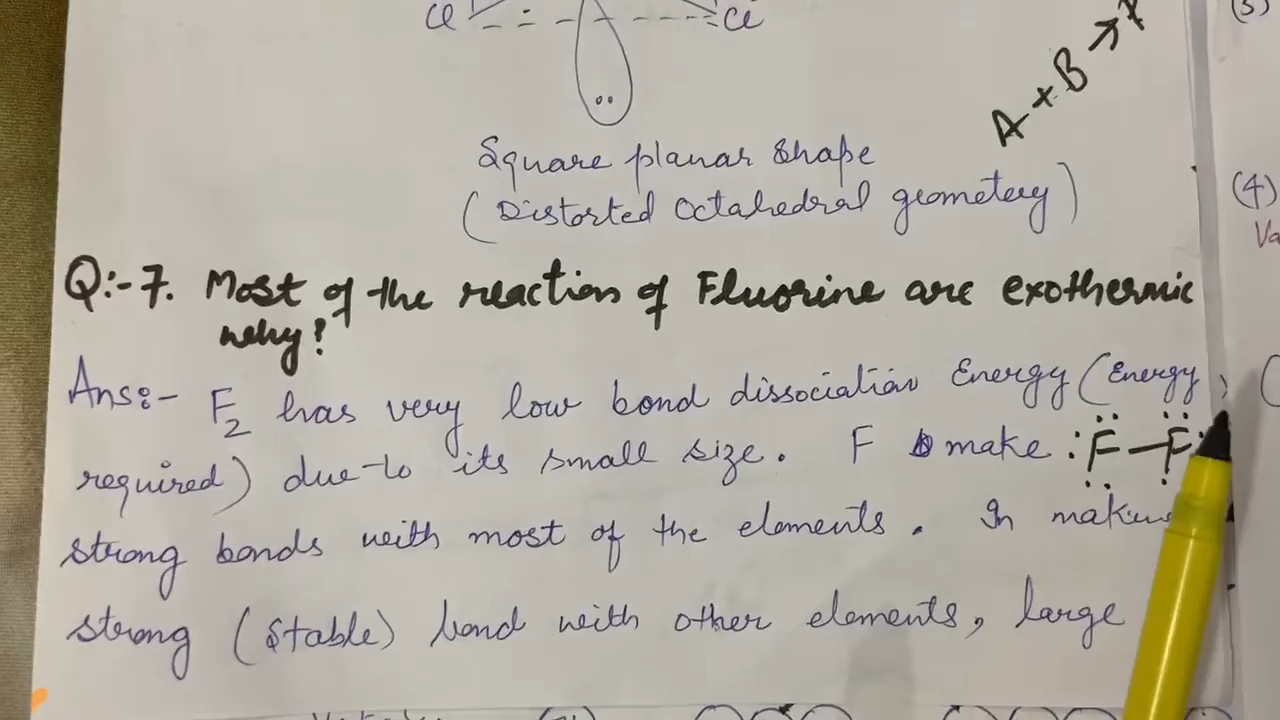 Cl Cl
A + B →
Square planar shape
(Distorted Octahedral geometery)
(3)
(4)
Q:-7. Most of the reaction of Fluorine are exothermic
why?
Ans:- F2 has very low bond dissociation Energy (Energy
required) due to its small size. F make :F—F:
strong bonds with most of the elements. In making
strong (stable) bond with other elements, large